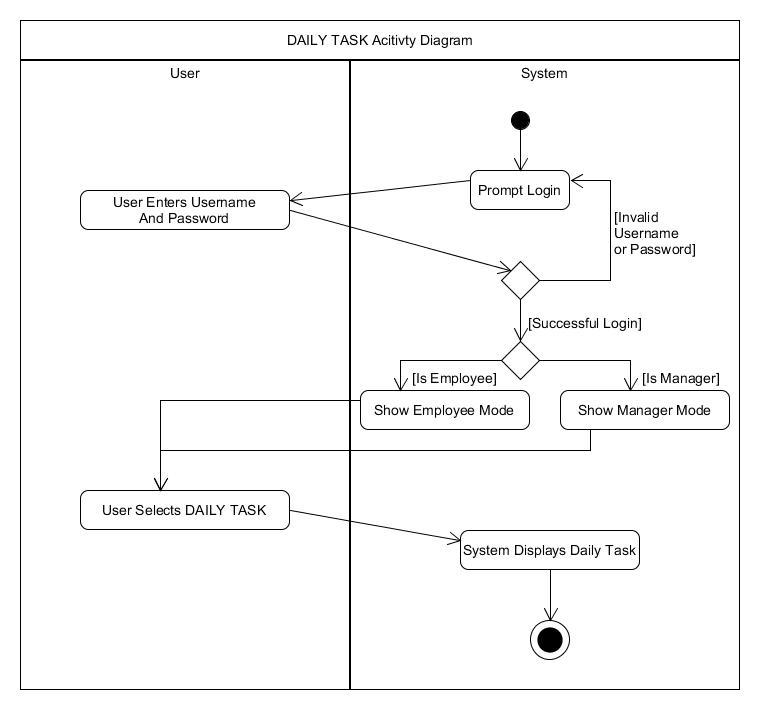 DAILY TASK Acitivty Diagram
User
System
Prompt Login
User Enters Username
And Password
[Invalid
Username
or Password]
[Successful Login]
[Is Employee]
[Is Manager]
Show Employee Mode
Show Manager Mode
User Selects DAILY TASK
System Displays Daily Task